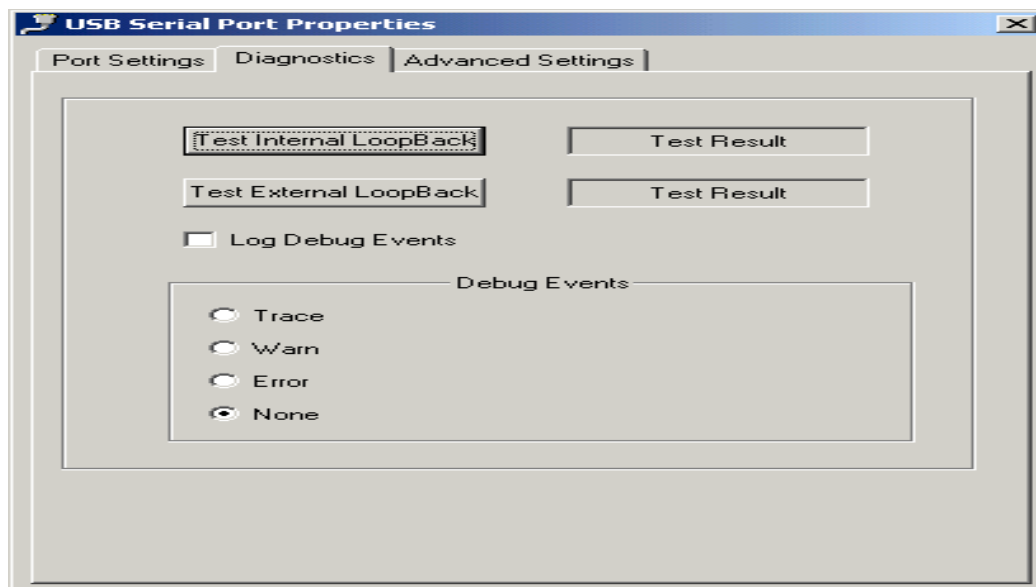 USB Serial Port Properties
Port Settings Diagnostics Advanced Settings
Test Internal LoopBack Test Result
Test External LoopBack Test Result
Log Debug Events
Debug Events
Trace
Warn
Error
None